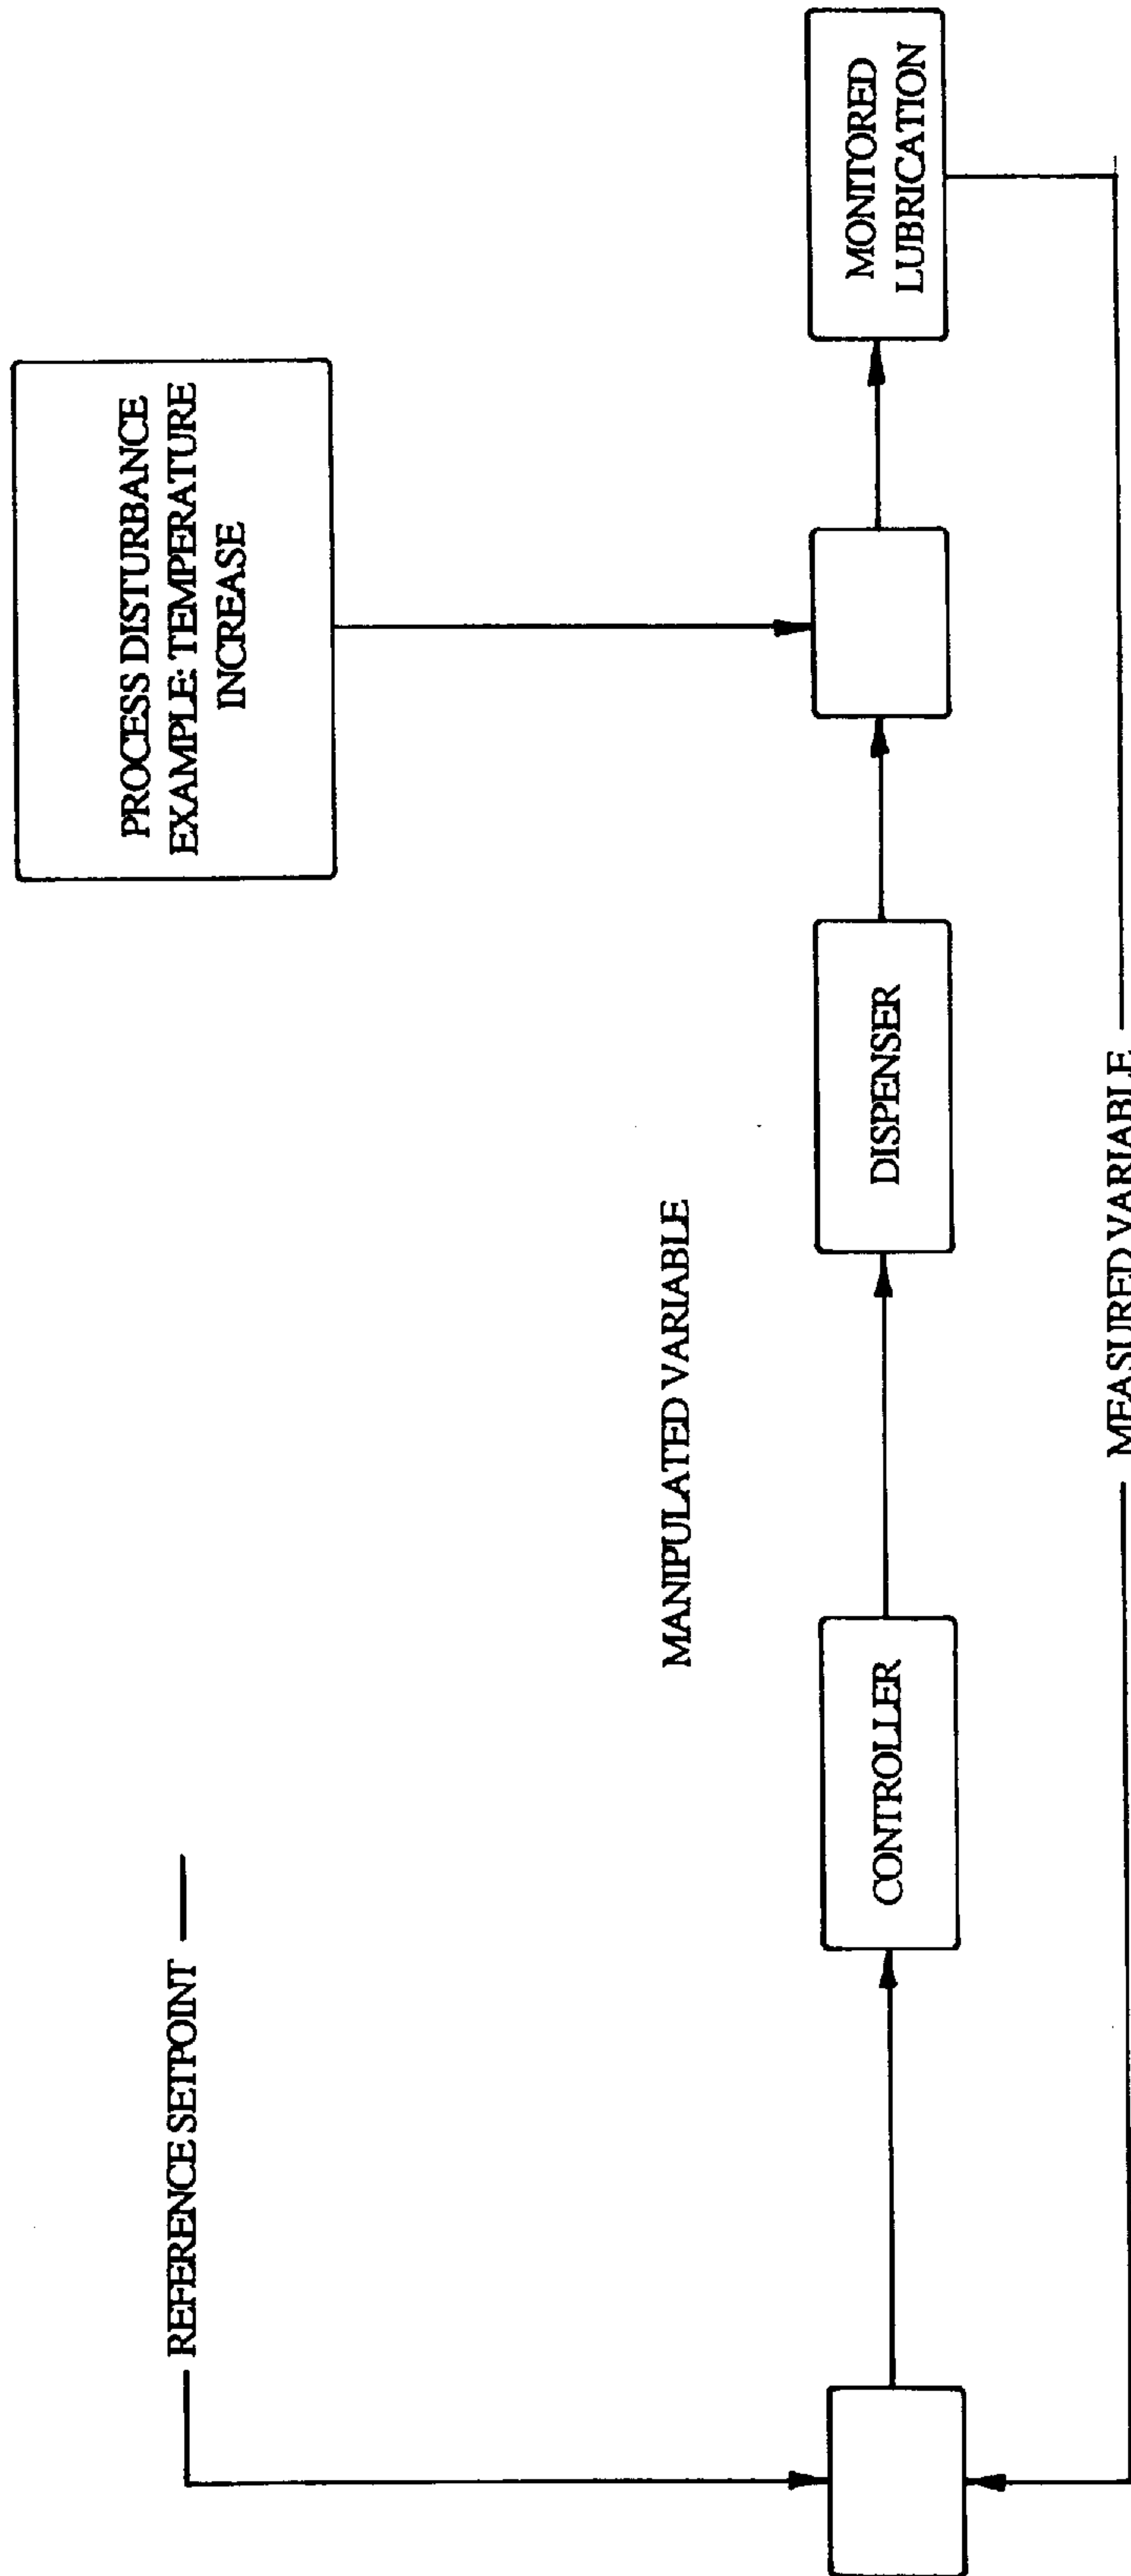 PROCESS DISTURBANCE
EXAMPLE: TEMPERATURE
INCREASE
REFERENCE SETPOINT
MANIPULATED VARIABLE
CONTROLLER
DISPENSER
MONITORED
LUBRICATION
MEASURED VARIABLE